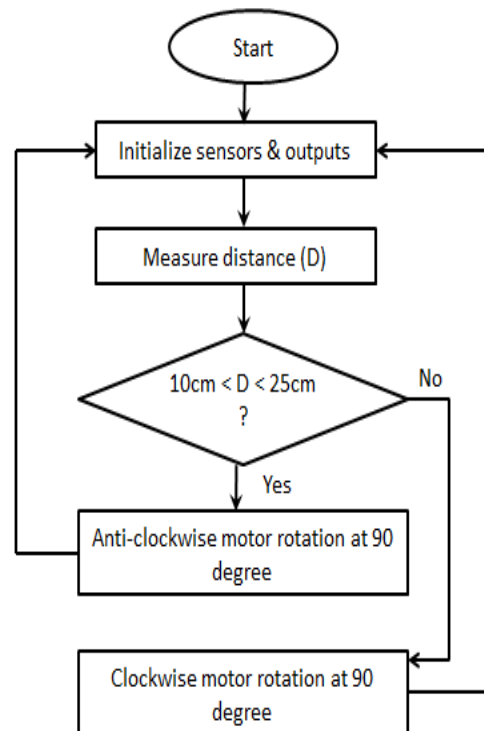 Start
Initialize sensors & outputs
Measure distance (D)
10cm < D < 25cm
?
No
Yes
Anti-clockwise motor rotation at 90
degree
Clockwise motor rotation at 90
degree